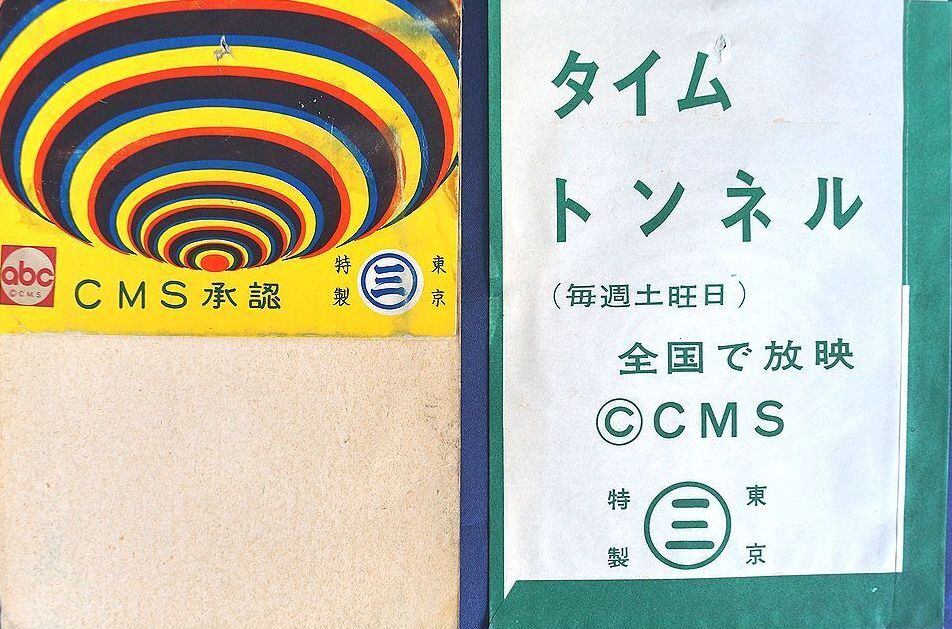 abc
©CMS
CMS承認
特製
三
東京
タイム
トンネル
(毎週土旺日)
全国で放映
©CMS
特製
三
東京